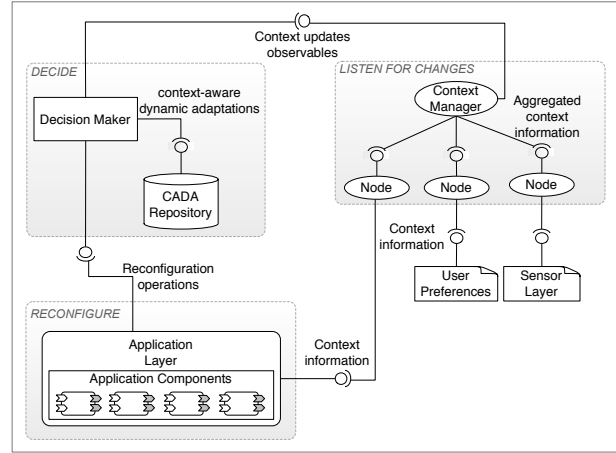 Context updates
observables
DECIDE
context-aware
dynamic adaptations
Decision Maker
CADA
Repository
LISTEN FOR CHANGES
Context
Manager
Aggregated
context
information
Node
Node
Node
Context
information
User
Preferences
Sensor
Layer
Reconfiguration
operations
RECONFIGURE
Application
Layer
Application Components
Context
information